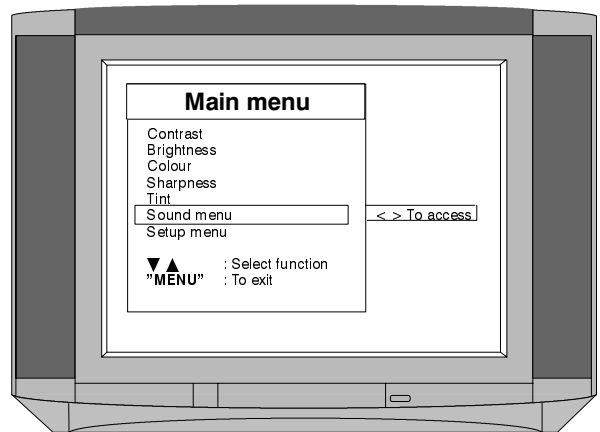 Main menu
Contrast
Brightness
Colour
Sharpness
Tint
Sound menu < > To access
Setup menu
▼ ▲ : Select function
”MENU” : To exit